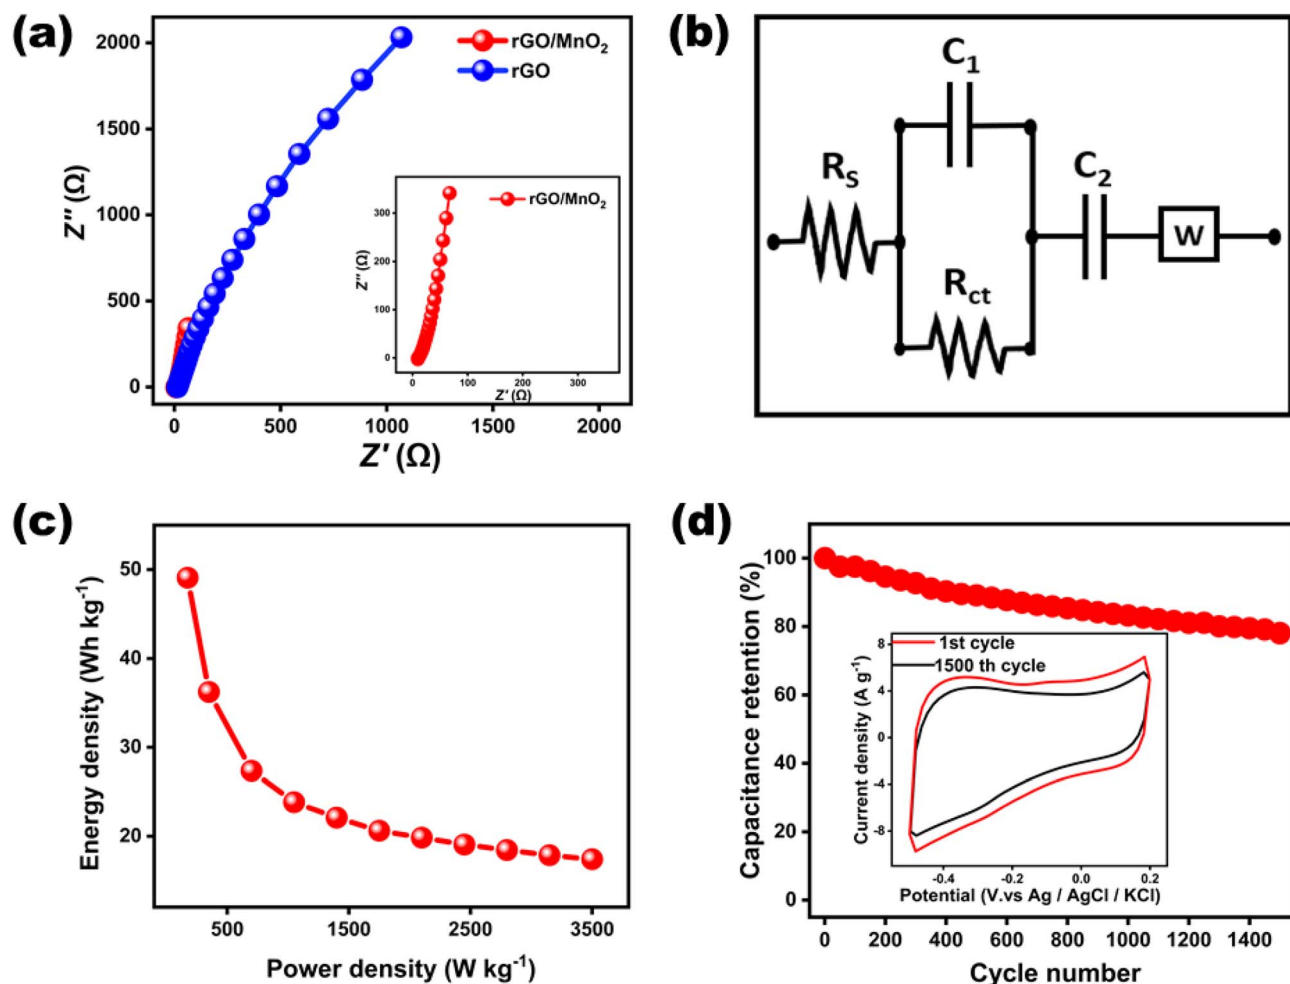 (a)
2000
1500
1000
500
0
Z'' (Ω)
rGO/MnO₂
rGO
300
200
100
0
Z'' (Ω)
rGO/MnO₂
0
100
200
300
Z' (Ω)
0
500
1000
1500
2000
Z' (Ω)
(b)
C₁
R_S
C₂
W
R_ct
(c)
50
40
30
20
Energy density (Wh kg⁻¹)
500
1500
2500
3500
Power density (W kg⁻¹)
(d)
100
80
60
40
20
0
Capacitance retention (%)
1st cycle
1500 th cycle
8
4
0
-4
-8
Current density (A g⁻¹)
-0.4
-0.2
0.0
0.2
Potential (V.vs Ag / AgCl / KCl)
0
200
400
600
800
1000
1200
1400
Cycle number